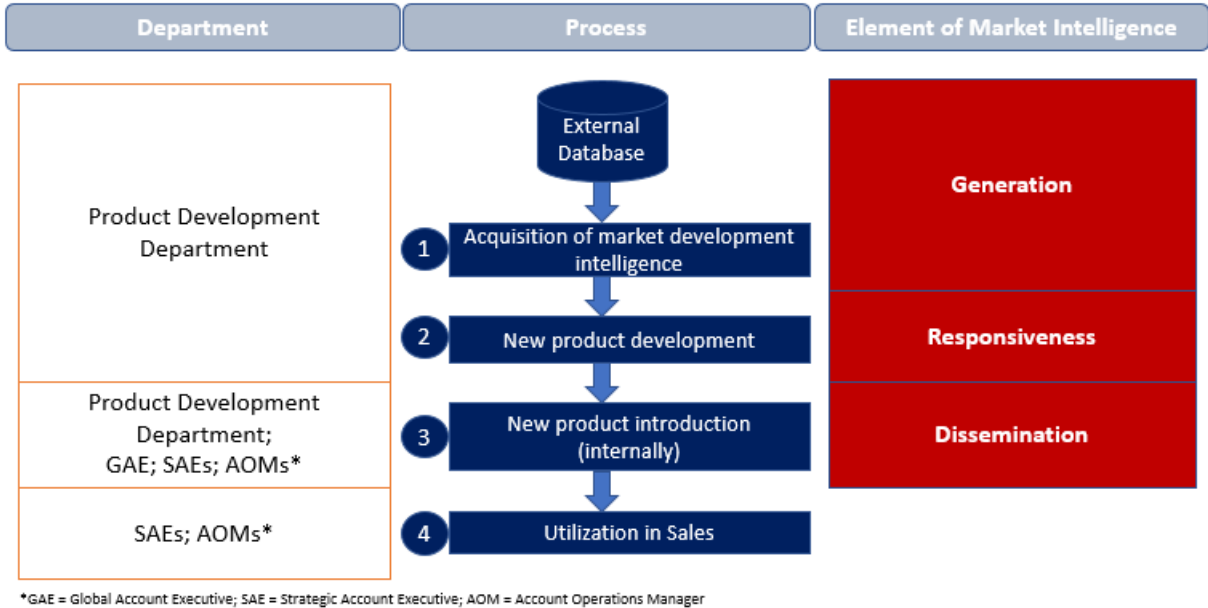 Department
Process
Element of Market Intelligence
External
Database
Generation
Product Development
Department
1
Acquisition of market development
intelligence
2
New product development
Responsiveness
Product Development
Department;
GAE; SAEs; AOMs*
3
New product introduction
(internally)
Dissemination
SAEs; AOMs*
4
Utilization in Sales
*GAE = Global Account Executive; SAE = Strategic Account Executive; AOM = Account Operations Manager